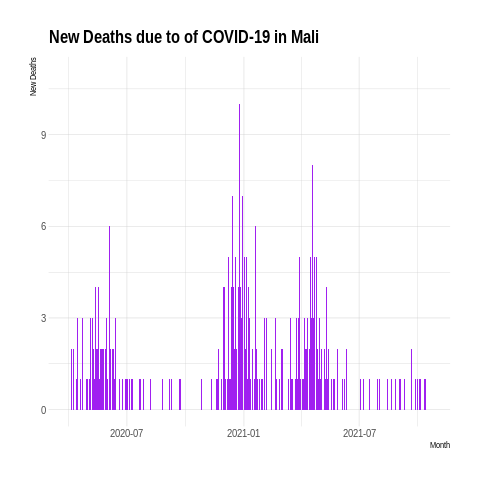 New Deaths due to of COVID-19 in Mali
New Deaths
9
6
3
0
2020-07
2021-01
2021-07
Month